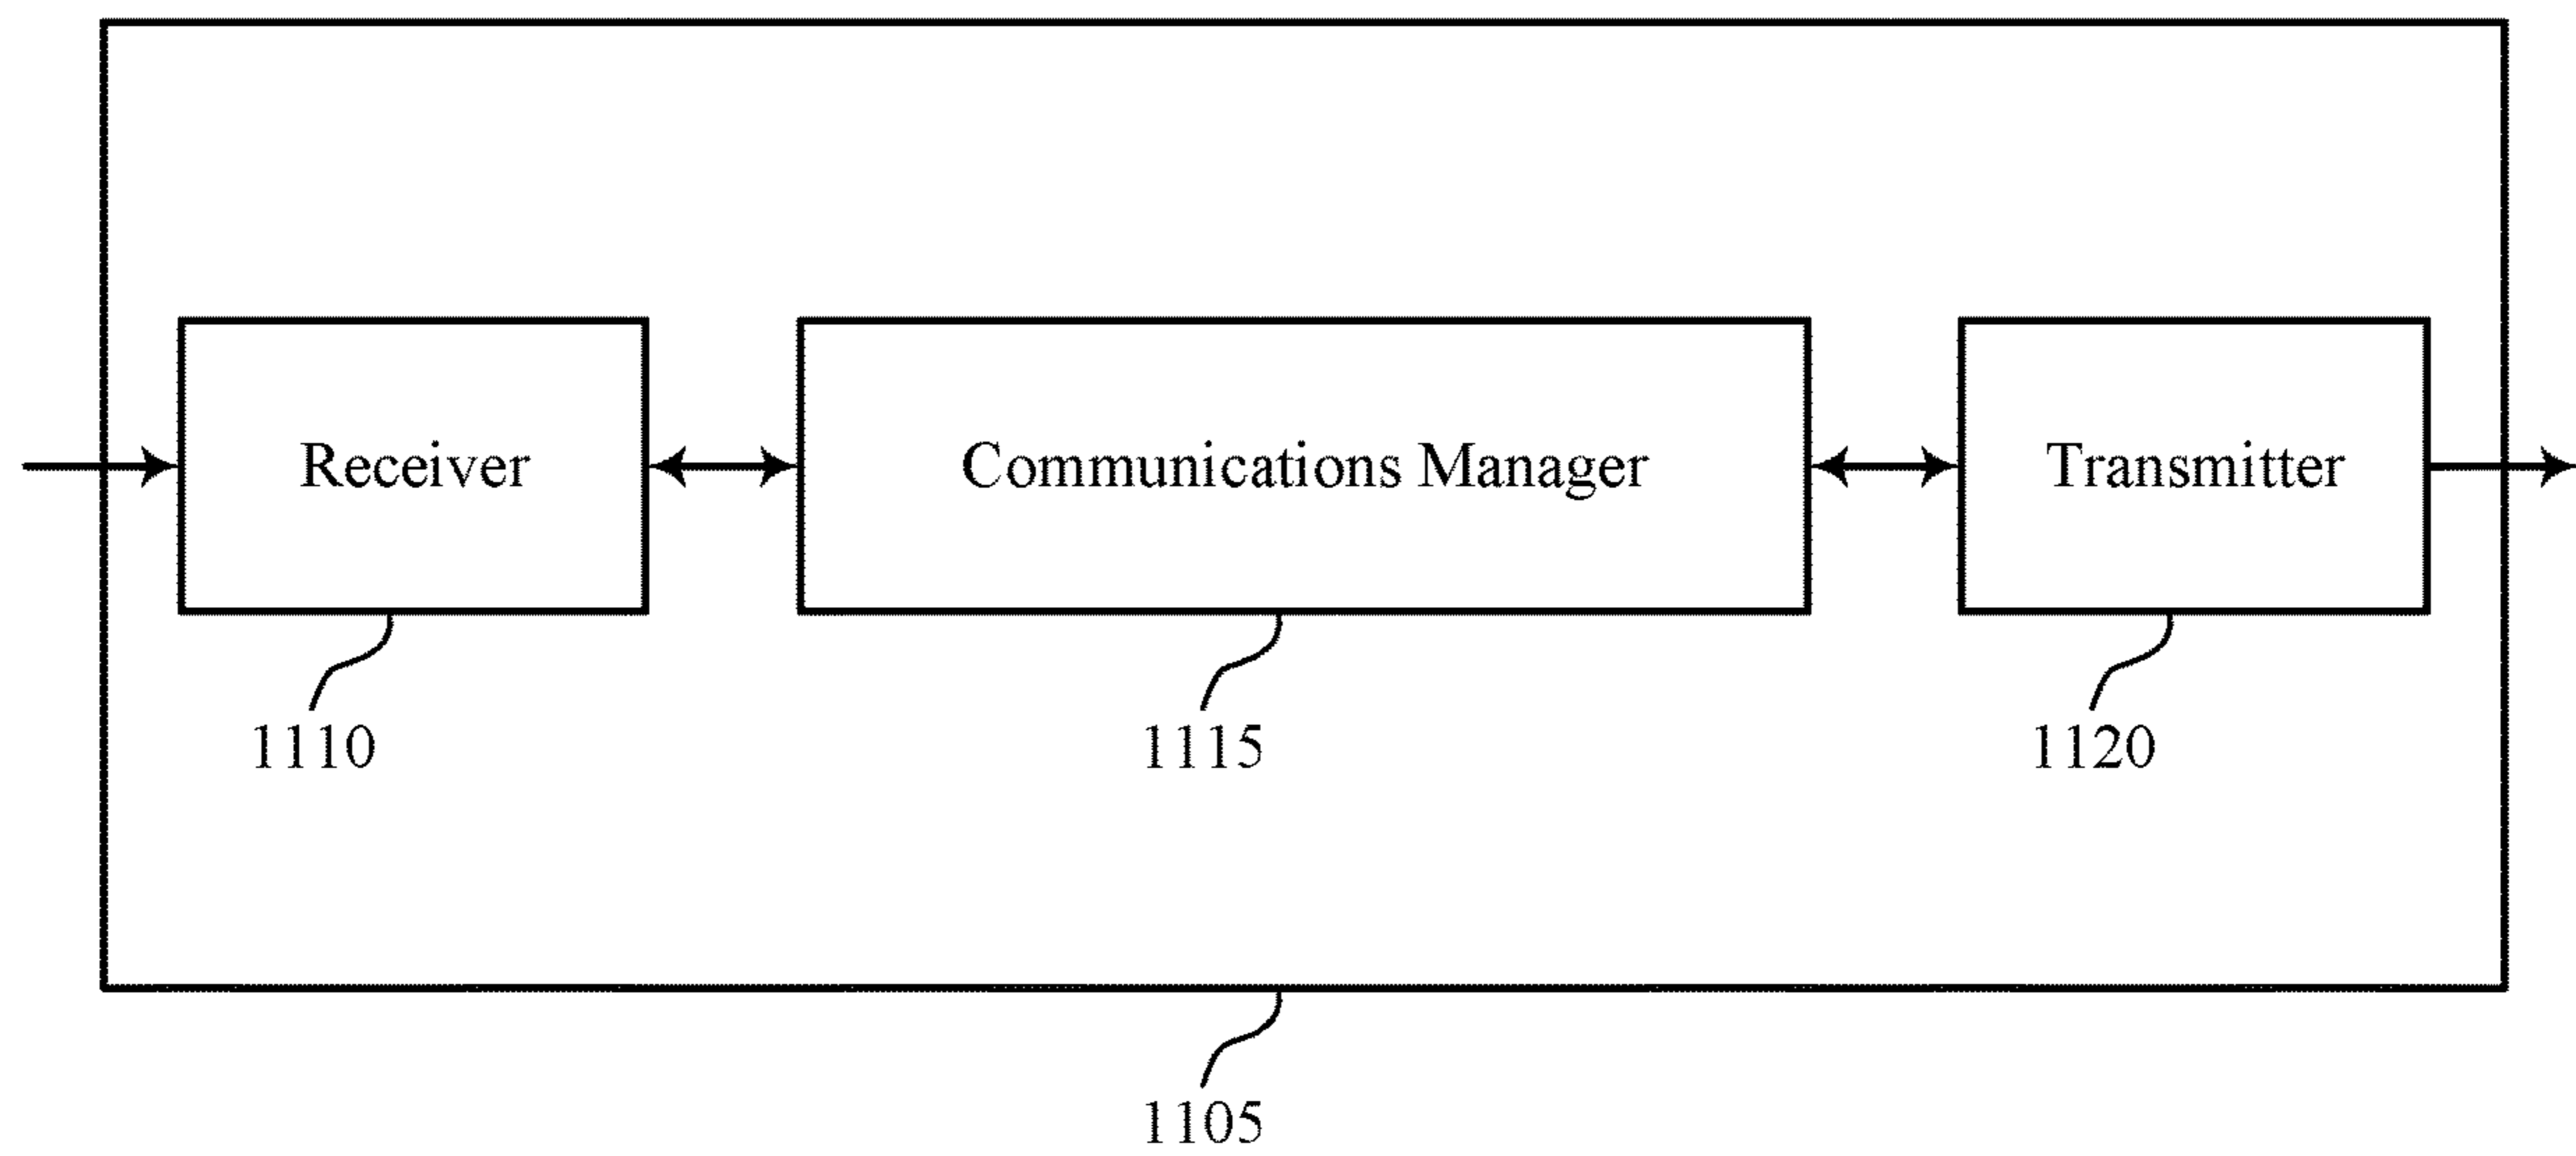 Receiver
Communications Manager
Transmitter
1110
1115
1120
1105